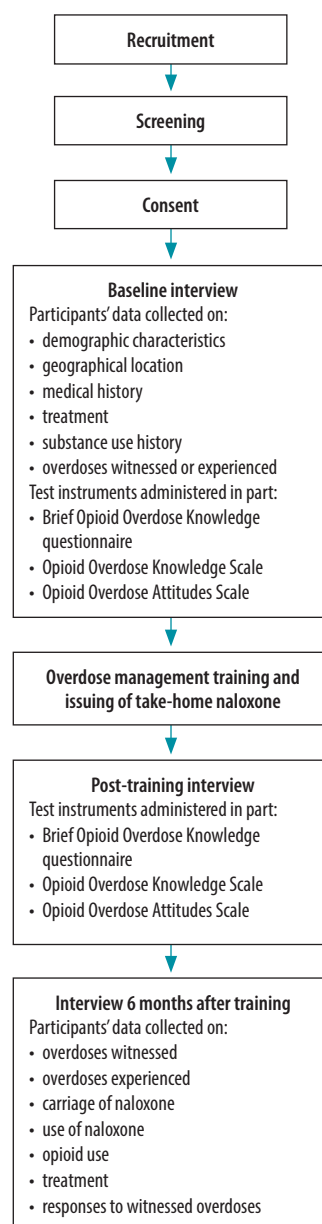 Recruitment
Screening
Consent
Baseline interview
Participants' data collected on:
• demographic characteristics
• geographical location
• medical history
• treatment
• substance use history
• overdoses witnessed or experienced
Test instruments administered in part:
• Brief Opioid Overdose Knowledge
questionnaire
• Opioid Overdose Knowledge Scale
• Opioid Overdose Attitudes Scale
Overdose management training and
issuing of take-home naloxone
Post-training interview
Test instruments administered in part:
• Brief Opioid Overdose Knowledge
questionnaire
• Opioid Overdose Knowledge Scale
• Opioid Overdose Attitudes Scale
Interview 6 months after training
Participants' data collected on:
• overdoses witnessed
• overdoses experienced
• carriage of naloxone
• use of naloxone
• opioid use
• treatment
• responses to witnessed overdoses